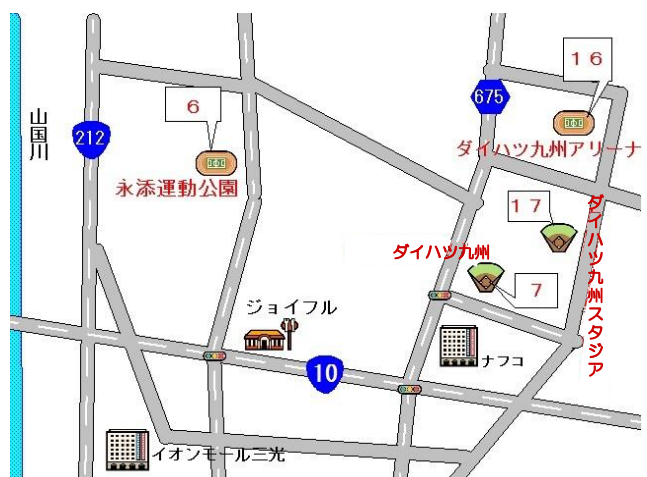 16
675
6
山国川
212
ダイハツ九州アリーナ
永添運動公園
17
ダイハツ九州スタジア
ダイハツ九州
7
ジョイフル
ナフコ
10
イオンモール三光